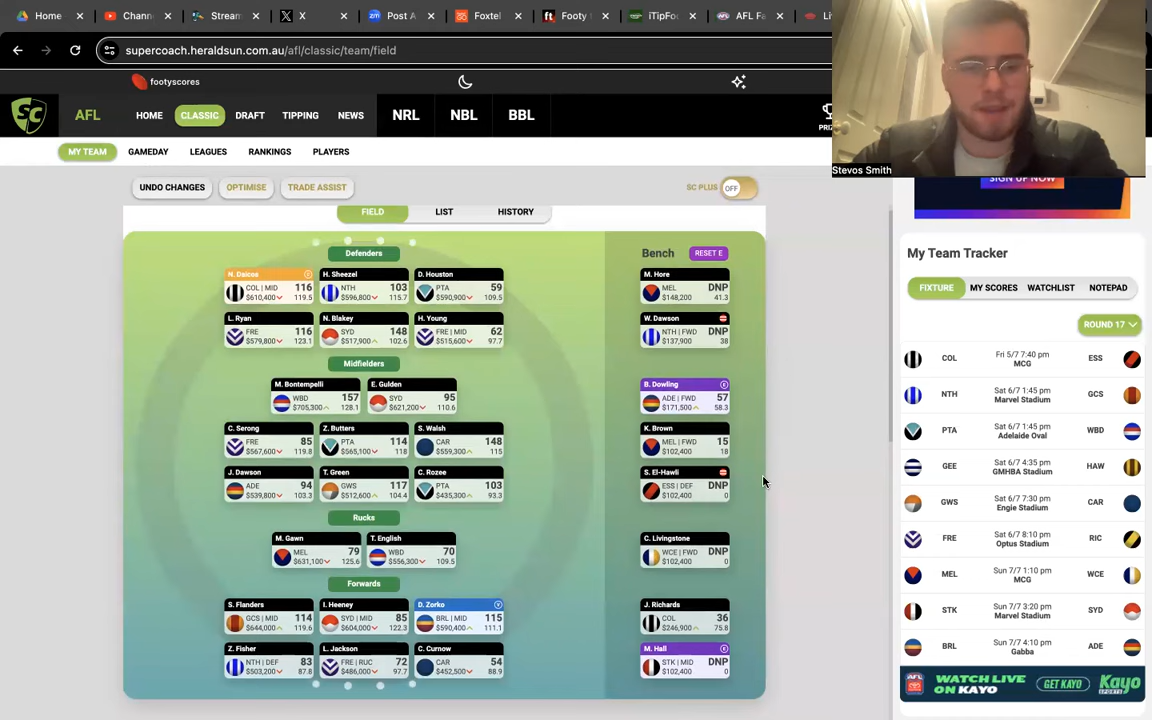 Home
Chann
Stream
X
Post A
Foxtel
Footy
iTipFo
AFL Fa
Li
supercoach.heraldsun.com.au/afl/classic/team/field
footyscores
SC AFL HOME CLASSIC DRAFT TIPPING NEWS NRL NBL BBL
PRIZ
MY TEAM GAMEDAY LEAGUES RANKINGS PLAYERS
Stevos Smith
UNDO CHANGES OPTIMISE TRADE ASSIST SC PLUS OFF
SIGN UP NOW
FIELD LIST HISTORY
Defenders Bench RESET E
N. Daicos C H. Sheezel D. Houston M. Hore
COL | MID 116 NTH 103 PTA 59 MEL DNP
$610,400 119.5 $596,800 115.7 $590,900 109.5 $148,200 41.3
L. Ryan N. Blakey H. Young W. Dawson
FRE 116 SYD 148 FRE | MID 62 NTH | FWD DNP
$579,800 123.1 $517,900 102.6 $515,600 97.7 $137,900 38
Midfielders
M. Bontempelli E. Gulden B. Dowling E
WBD 157 SYD 95 ADE | FWD 57
$705,300 128.1 $621,200 110.6 $171,500 58.3
C. Serong Z. Butters S. Walsh K. Brown
FRE 85 PTA 114 CAR 148 MEL | FWD 15
$567,600 119.8 $565,100 118 $559,300 115 $102,400 18
J. Dawson T. Green C. Rozee S. El-Hawli
ADE 94 GWS 117 PTA 103 ESS | DEF DNP
$539,800 103.3 $512,600 104.4 $435,300 93.3 $102,400 0
Rucks
M. Gawn T. English C. Livingstone
MEL 79 WBD 70 WCE | FWD DNP
$631,100 125.6 $556,300 109.5 $102,400 0
Forwards
S. Flanders I. Heeney D. Zorko V J. Richards
GCS | MID 114 SYD | MID 85 BRL | MID 115 COL 36
$644,000 119.6 $604,000 122.3 $590,400 111.1 $246,900 75.8
Z. Fisher L. Jackson C. Curnow M. Hall E
NTH | DEF 83 FRE | RUC 72 CAR 54 STK | MID DNP
$503,200 87.8 $486,000 97.7 $452,500 88.9 $102,400 0
My Team Tracker
FIXTURE MY SCORES WATCHLIST NOTEPAD
ROUND 17
COL Fri 5/7 7:40 pm ESS
MCG
NTH Sat 6/7 1:45 pm GCS
Marvel Stadium
PTA Sat 6/7 1:45 pm WBD
Adelaide Oval
GEE Sat 6/7 4:35 pm HAW
GMHBA Stadium
GWS Sat 6/7 7:30 pm CAR
Engie Stadium
FRE Sat 6/7 8:10 pm RIC
Optus Stadium
MEL Sun 7/7 1:10 pm WCE
MCG
STK Sun 7/7 3:20 pm SYD
Marvel Stadium
BRL Sun 7/7 4:10 pm ADE
Gabba
AFL WATCH LIVE ON KAYO GET KAYO Kayo SPORTS